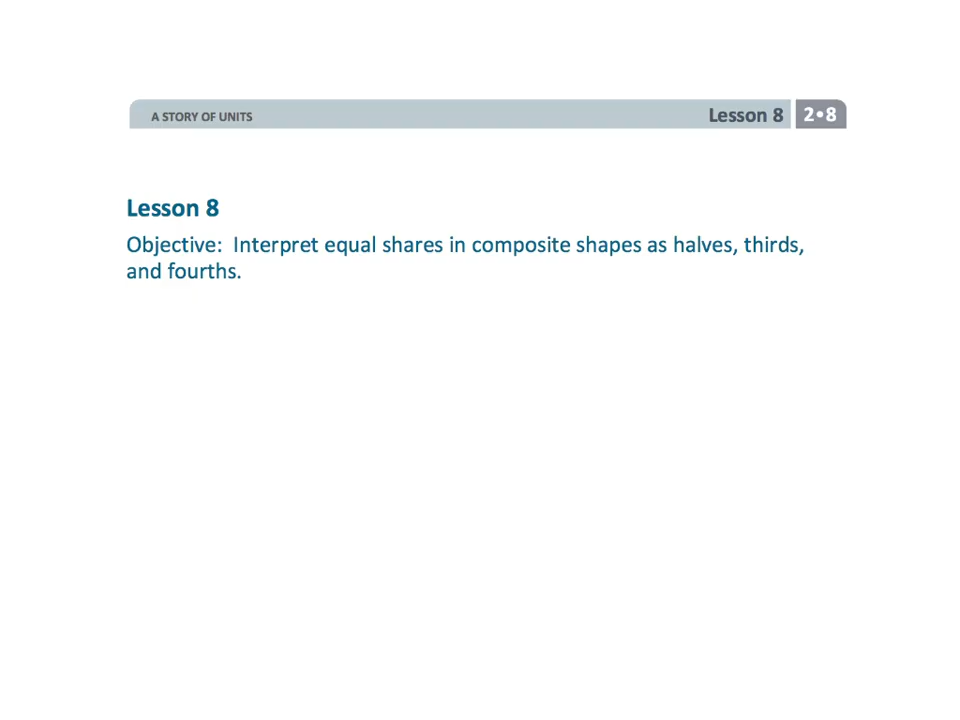 A STORY OF UNITS
Lesson 8
2•8
Lesson 8
Objective:  Interpret equal shares in composite shapes as halves, thirds,
and fourths.